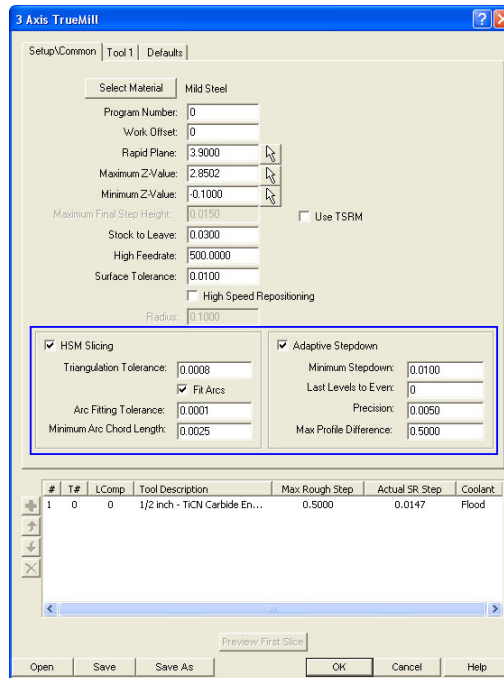 3 Axis TrueMill
Setup\Common Tool 1 Defaults
Select Material Mild Steel
Program Number: 0
Work Offset: 0
Rapid Plane: 3.9000
Maximum Z-Value: 2.8502
Minimum Z-Value: -0.1000
Maximum Final Step Height: 0.0150 Use TSRM
Stock to Leave: 0.0300
High Feedrate: 500.0000
Surface Tolerance: 0.0100
High Speed Repositioning
Radius: 0.1000
HSM Slicing
Triangulation Tolerance: 0.0008
Fit Arcs
Arc Fitting Tolerance: 0.0001
Minimum Arc Chord Length: 0.0025
Adaptive Stepdown
Minimum Stepdown: 0.0100
Last Levels to Even: 0
Precision: 0.0050
Max Profile Difference: 0.5000
# T# LComp Tool Description Max Rough Step Actual SR Step Coolant
1 0 0 1/2 inch - TiCN Carbide En... 0.5000 0.0147 Flood
Preview First Slice
Open Save Save As OK Cancel Help